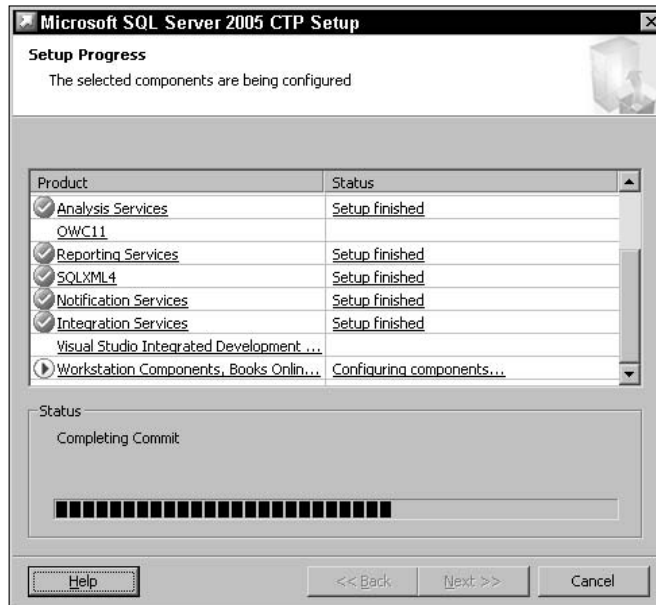 Microsoft SQL Server 2005 CTP Setup
Setup Progress
The selected components are being configured
Product Status
Analysis Services Setup finished
OWC11
Reporting Services Setup finished
SQLXML4 Setup finished
Notification Services Setup finished
Integration Services Setup finished
Visual Studio Integrated Development ...
Workstation Components, Books Onlin... Configuring components...
Status
Completing Commit
Help << Back Next >> Cancel